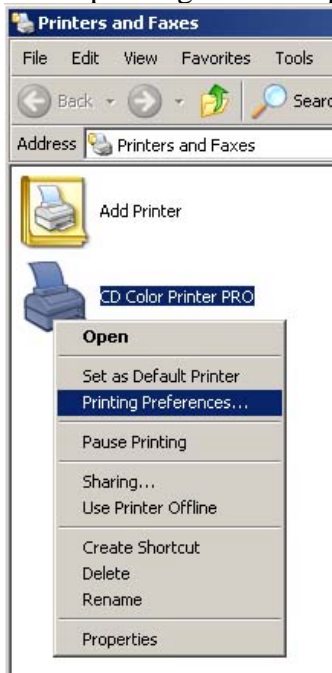 Printers and Faxes
File Edit View Favorites Tools
Back
Address Printers and Faxes
Add Printer
CD Color Printer PRO
Open
Set as Default Printer
Printing Preferences...
Pause Printing
Sharing...
Use Printer Offline
Create Shortcut
Delete
Rename
Properties